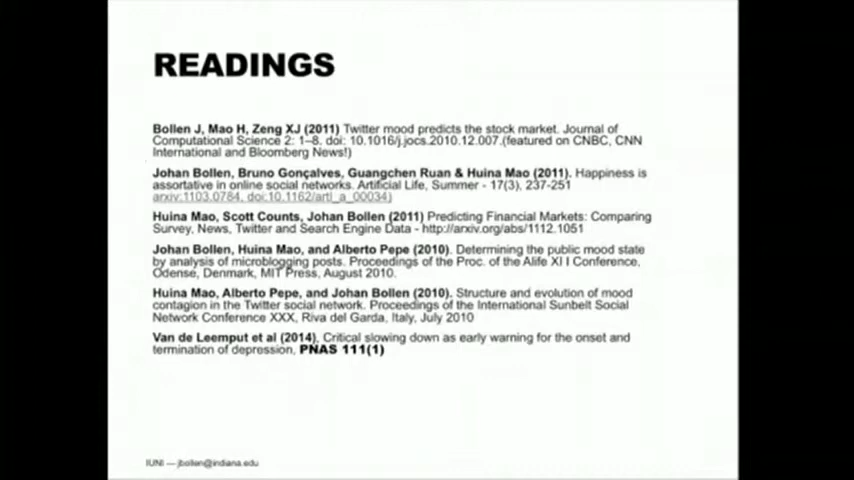 READINGS
Bollen J, Mao H, Zeng XJ (2011) Twitter mood predicts the stock market. Journal of
Computational Science 2: 1–8. doi: 10.1016/j.jocs.2010.12.007.(featured on CNBC, CNN
International and Bloomberg News!)
Johan Bollen, Bruno Gonçalves, Guangchen Ruan & Huina Mao (2011). Happiness is
assortative in online social networks. Artificial Life, Summer - 17(3), 237-251
arxiv:1103.0784, doi:10.1162/artl_a_00034)
Huina Mao, Scott Counts, Johan Bollen (2011) Predicting Financial Markets: Comparing
Survey, News, Twitter and Search Engine Data - http://arxiv.org/abs/1112.1051
Johan Bollen, Huina Mao, and Alberto Pepe (2010). Determining the public mood state
by analysis of microblogging posts. Proceedings of the Proc. of the Alife XI I Conference,
Odense, Denmark, MIT Press, August 2010.
Huina Mao, Alberto Pepe, and Johan Bollen (2010). Structure and evolution of mood
contagion in the Twitter social network. Proceedings of the International Sunbelt Social
Network Conference XXX, Riva del Garda, Italy, July 2010
Van de Leemput et al (2014), Critical slowing down as early warning for the onset and
termination of depression, PNAS 111(1)
IUNI — jbollen@indiana.edu